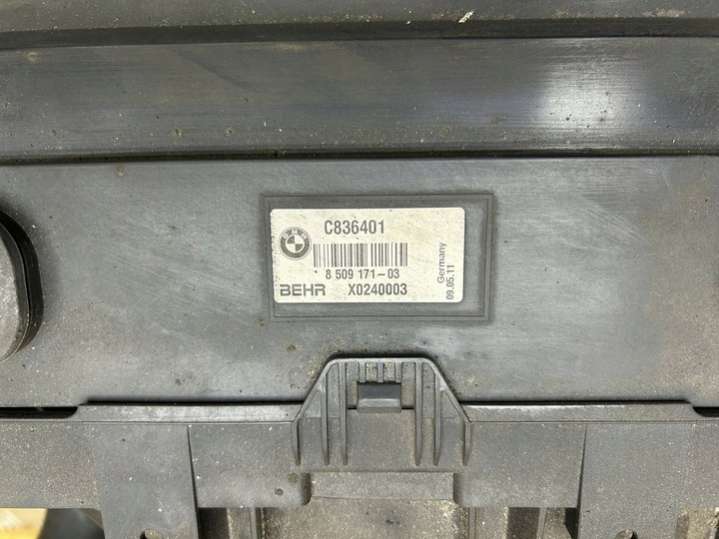 C836401
8 509 171-03
BEHR X0240003
Germany
09.05.11